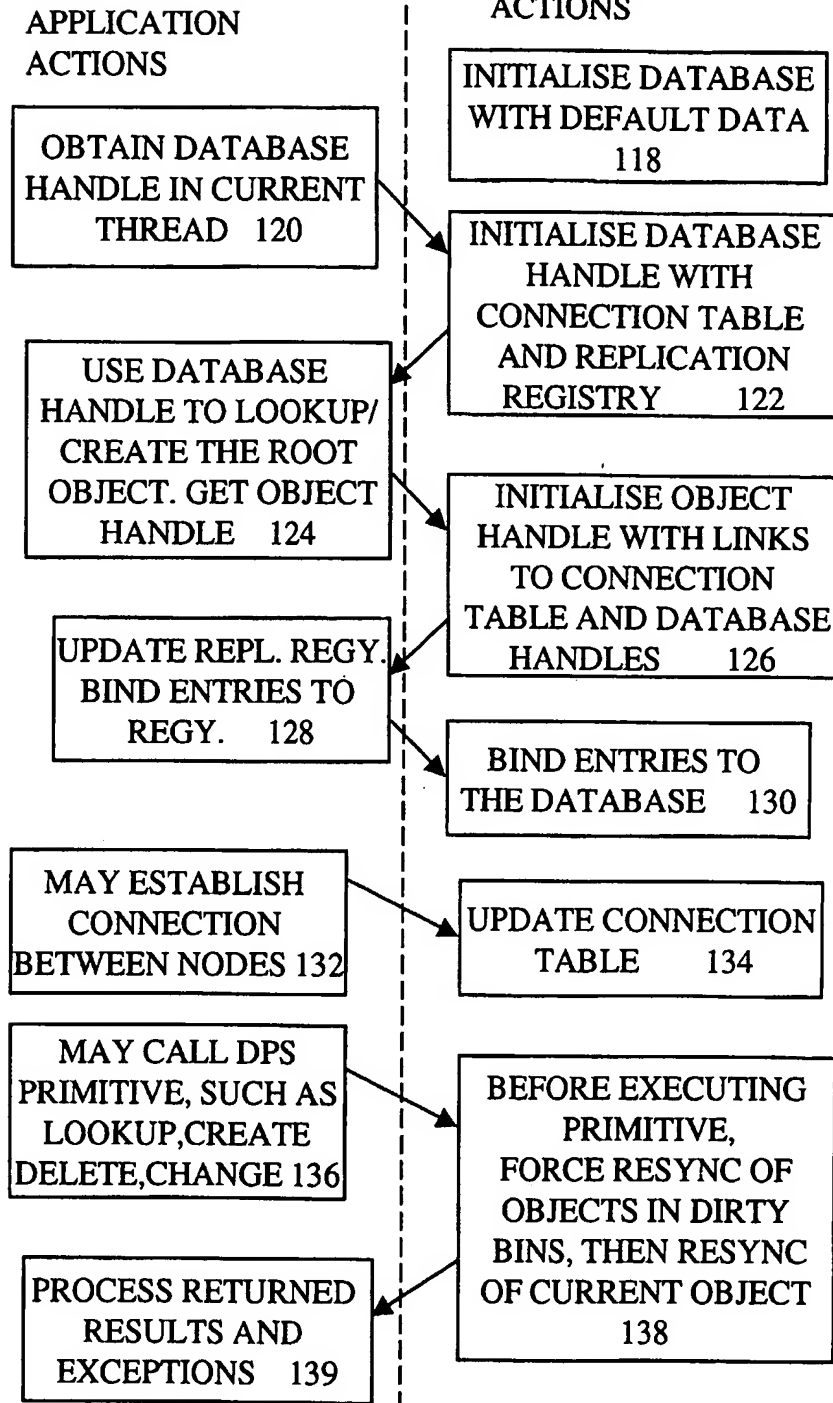 APPLICATION
ACTIONS
ACTIONS
INITIALISE DATABASE
WITH DEFAULT DATA
118
OBTAIN DATABASE
HANDLE IN CURRENT
THREAD 120
INITIALISE DATABASE
HANDLE WITH
CONNECTION TABLE
AND REPLICATION
REGISTRY 122
USE DATABASE
HANDLE TO LOOKUP/
CREATE THE ROOT
OBJECT. GET OBJECT
HANDLE 124
INITIALISE OBJECT
HANDLE WITH LINKS
TO CONNECTION
TABLE AND DATABASE
HANDLES 126
UPDATE REPL. REGY.
BIND ENTRIES TO
REGY. 128
BIND ENTRIES TO
THE DATABASE 130
MAY ESTABLISH
CONNECTION
BETWEEN NODES 132
UPDATE CONNECTION
TABLE 134
MAY CALL DPS
PRIMITIVE, SUCH AS
LOOKUP,CREATE
DELETE,CHANGE 136
BEFORE EXECUTING
PRIMITIVE,
FORCE RESYNC OF
OBJECTS IN DIRTY
BINS, THEN RESYNC
OF CURRENT OBJECT
138
PROCESS RETURNED
RESULTS AND
EXCEPTIONS 139